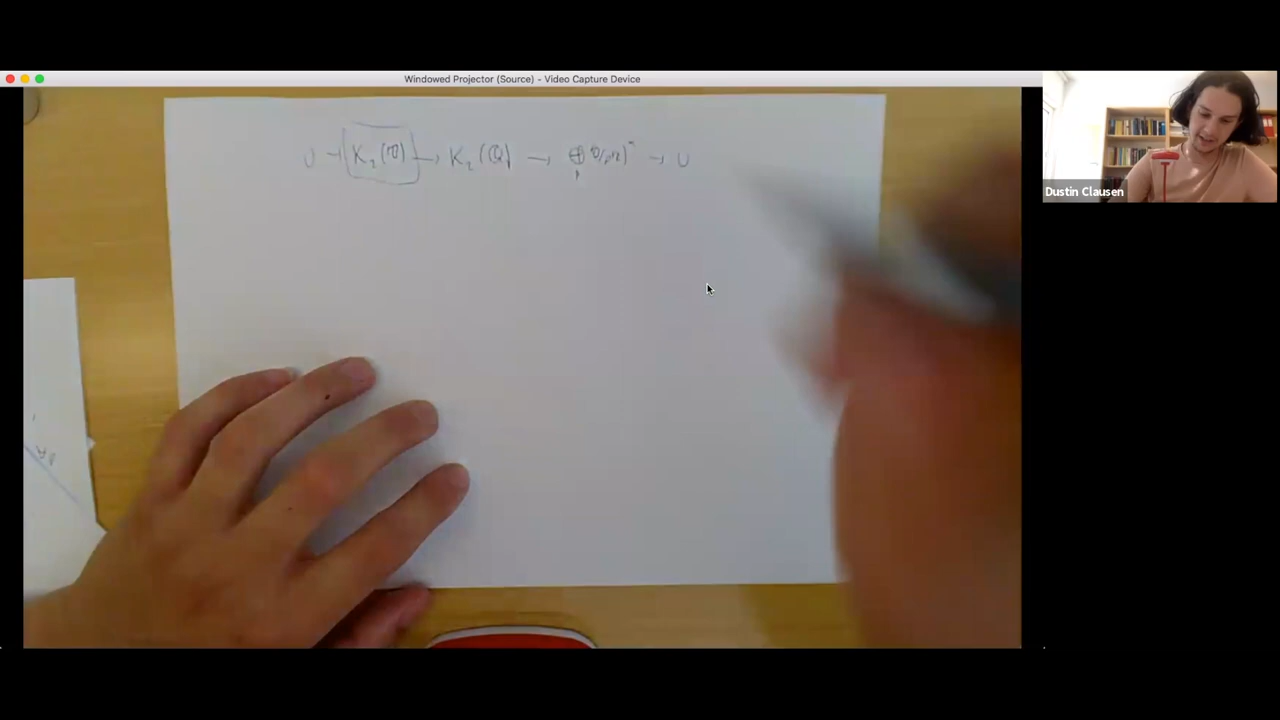 Windowed Projector (Source) - Video Capture Device
0 → K₂(ℤ) → K₂(ℚ) → ⊕ (ℤ/pℤ)ˣ → 0
p
Dustin Clausen